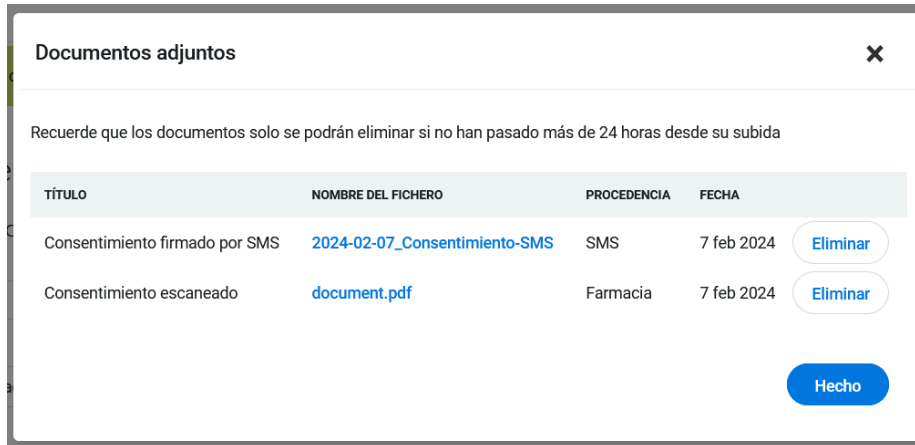 Documentos adjuntos
Recuerde que los documentos solo se podrán eliminar si no han pasado más de 24 horas desde su subida
TÍTULO NOMBRE DEL FICHERO PROCEDENCIA FECHA
Consentimiento firmado por SMS 2024-02-07_Consentimiento-SMS SMS 7 feb 2024 Eliminar
Consentimiento escaneado document.pdf Farmacia 7 feb 2024 Eliminar
Hecho